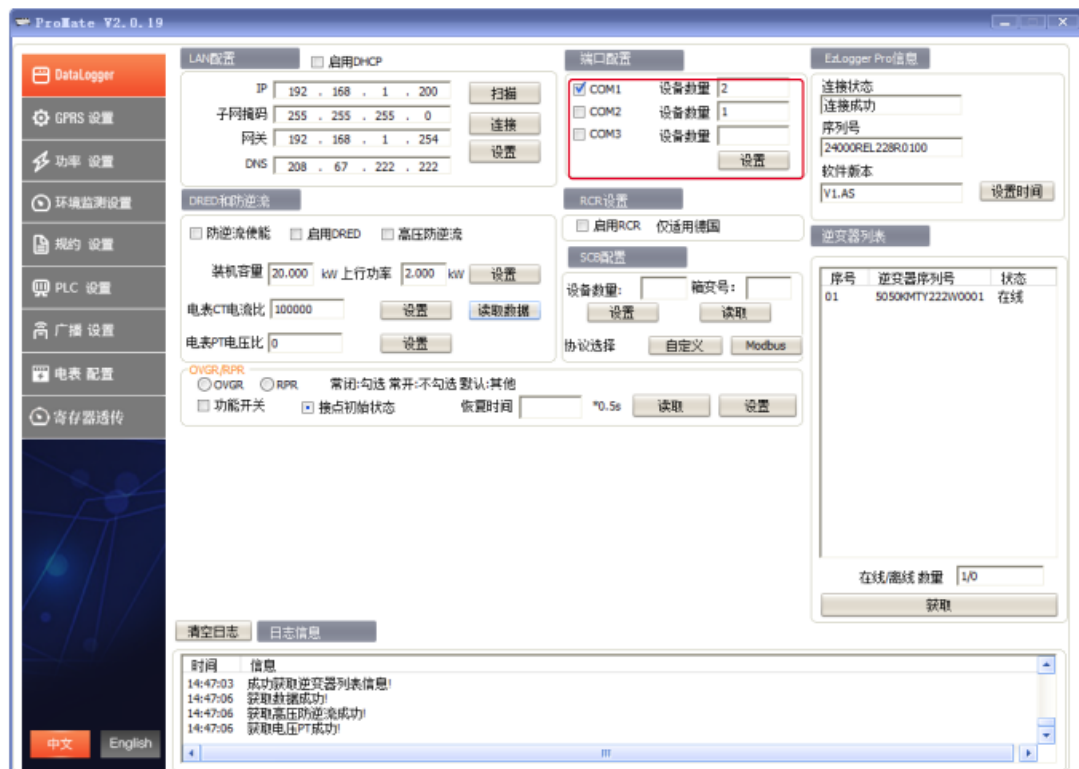 ProMate V2.0.19
DataLogger
GPRS 设置
功率 设置
环境监测设置
规约 设置
PLC 设置
广播 设置
电表 配置
寄存器透传
中文
English
LAN配置
启用DHCP
IP 192 . 168 . 1 . 200 扫描
子网掩码 255 . 255 . 255 . 0 连接
网关 192 . 168 . 1 . 254 设置
DNS 208 . 67 . 222 . 222
端口配置
COM1 设备数量 2
COM2 设备数量 1
COM3 设备数量
设置
EzLogger Pro信息
连接状态
连接成功
序列号
24000REL228R0100
软件版本
V1.AS 设置时间
DRED和防逆流
防逆流使能 启用DRED 高压防逆流
装机容量 20.000 kW 上行功率 2.000 kW 设置
电表CT电流比 100000 设置 读取数据
电表PT电压比 0 设置
RCR设置
启用RCR 仅适用德国
SCB配置
设备数量: 箱变号:
设置 读取
协议选择 自定义 Modbus
OVGR/RPR
OVGR RPR 常闭:勾选 常开:不勾选 默认:其他
功能开关 接点初始状态 恢复时间 *0.5s 读取 设置
逆变器列表
序号 逆变器序列号 状态
01 5050KMTY222W0001 在线
在线/离线 数量 1/0
获取
清空日志 日志信息
时间 信息
14:47:03 成功获取逆变器列表信息!
14:47:06 获取数据成功!
14:47:06 获取高压防逆流成功!
14:47:06 获取电压PT成功!